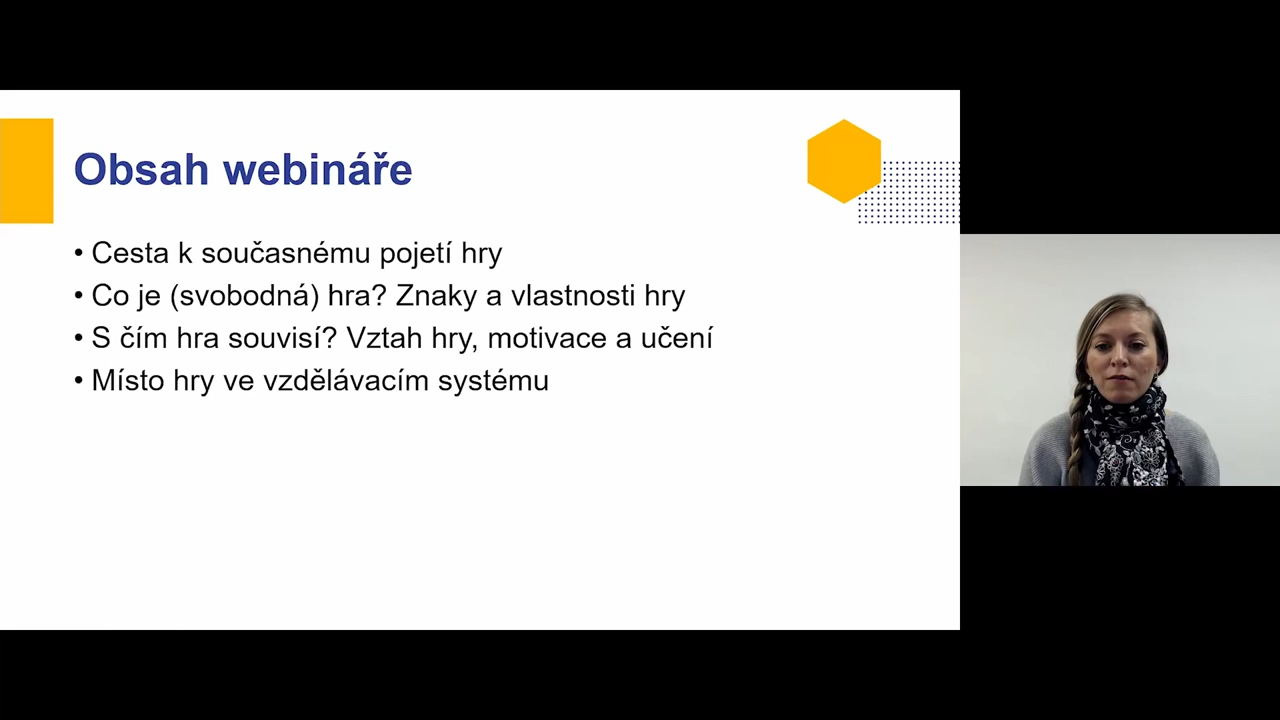 Obsah webináře
• Cesta k současnému pojetí hry
• Co je (svobodná) hra? Znaky a vlastnosti hry
• S čím hra souvisí? Vztah hry, motivace a učení
• Místo hry ve vzdělávacím systému